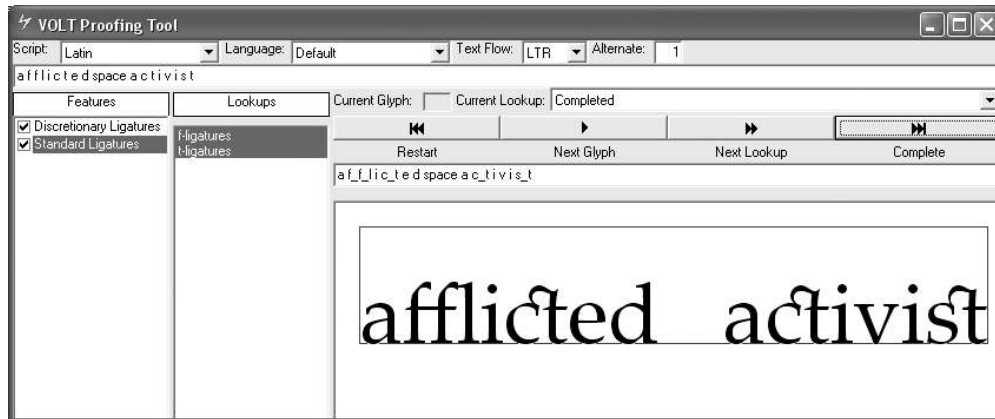 VOLT Proofing Tool
Script: Latin Language: Default Text Flow: LTR Alternate: 1
a f f l i c t e d space a c t i v i s t
Features Lookups Current Glyph: Current Lookup: Completed
Discretionary Ligatures
Standard Ligatures
f-ligatures
t-ligatures
Restart Next Glyph Next Lookup Complete
a f_f_l i c_t e d space a c_t i v i s_t
afflicted activist